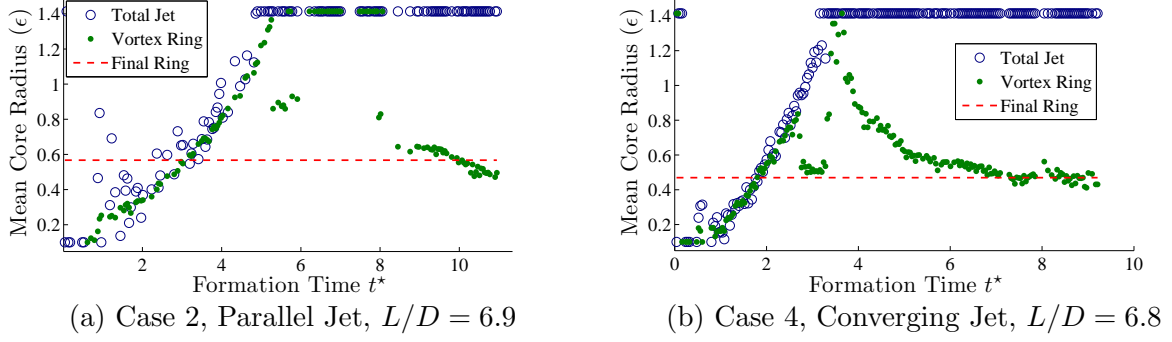 Mean Core Radius (ϵ)
1.4
1.2
1
0.8
0.6
0.4
0.2
Total Jet
Vortex Ring
Final Ring
2
4
6
8
10
Formation Time t⋆
(a) Case 2, Parallel Jet, L/D = 6.9
Mean Core Radius (ϵ)
1.4
1.2
1
0.8
0.6
0.4
0.2
Total Jet
Vortex Ring
Final Ring
0
2
4
6
8
10
Formation Time t⋆
(b) Case 4, Converging Jet, L/D = 6.8